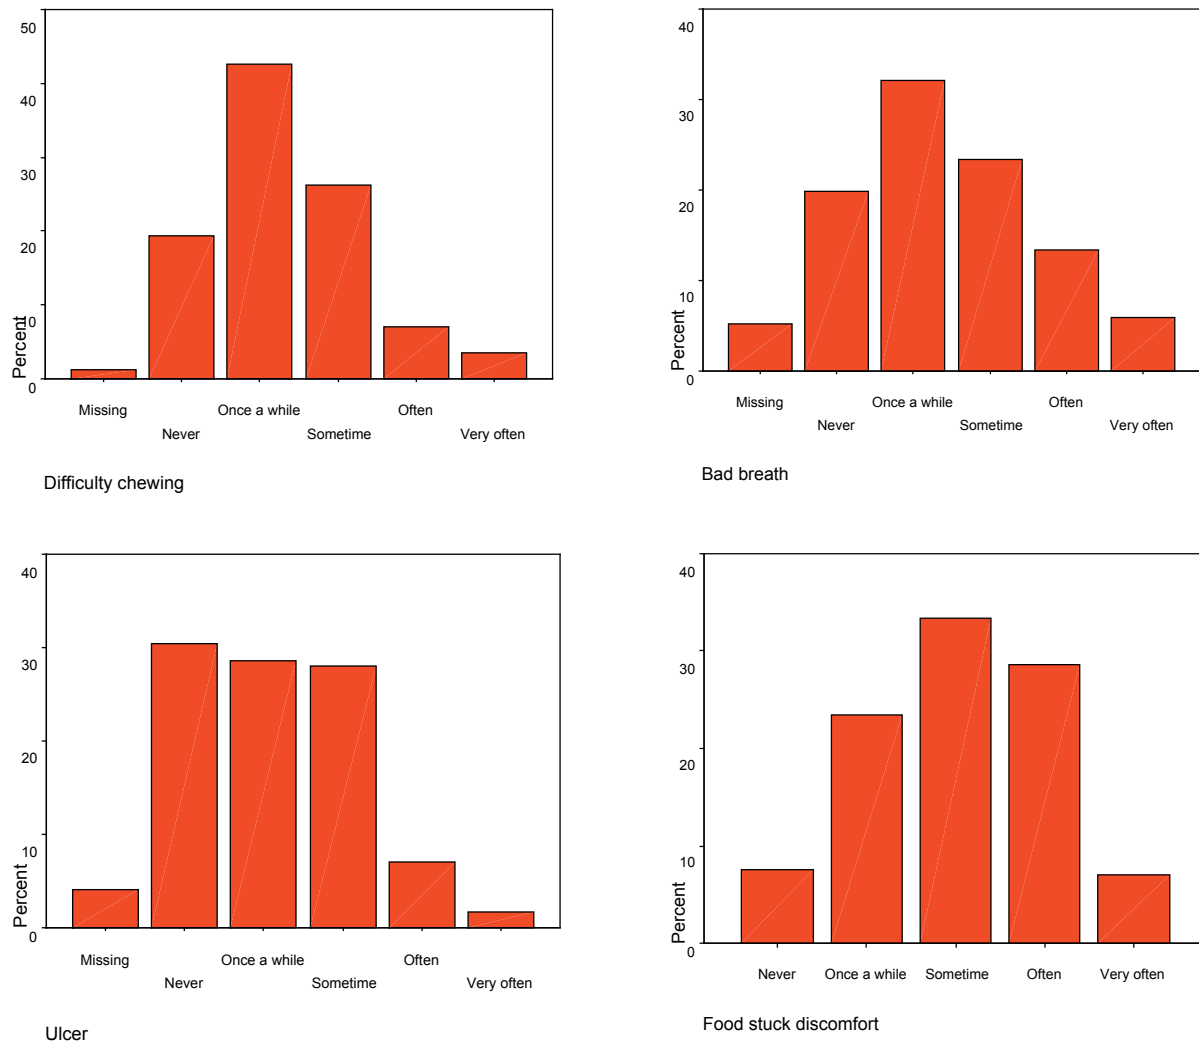 50
40
30
20
10
0
Percent
Missing
Never
Once a while
Sometime
Often
Very often
Difficulty chewing
40
30
20
10
0
Percent
Missing
Never
Once a while
Sometime
Often
Very often
Bad breath
40
30
20
10
0
Percent
Missing
Never
Once a while
Sometime
Often
Very often
Ulcer
40
30
20
10
0
Percent
Never
Once a while
Sometime
Often
Very often
Food stuck discomfort